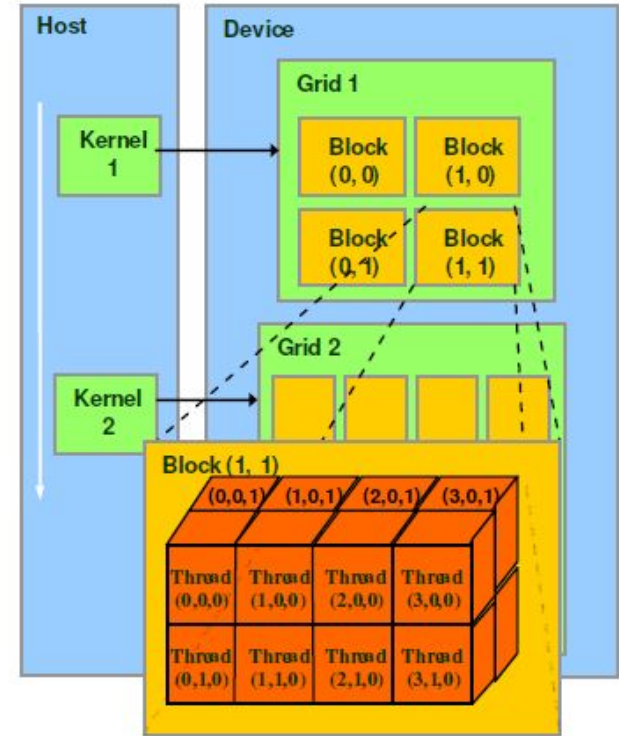 Host
Device
Grid 1
Kernel
1
Block
(0, 0)
Block
(1, 0)
Block
(0, 1)
Block
(1, 1)
Grid 2
Kernel
2
Block (1, 1)
(0,0,1) (1,0,1) (2,0,1) (3,0,1)
Thread
(0,0,0)
Thread
(1,0,0)
Thread
(2,0,0)
Thread
(3,0,0)
Thread
(0,1,0)
Thread
(1,1,0)
Thread
(2,1,0)
Thread
(3,1,0)